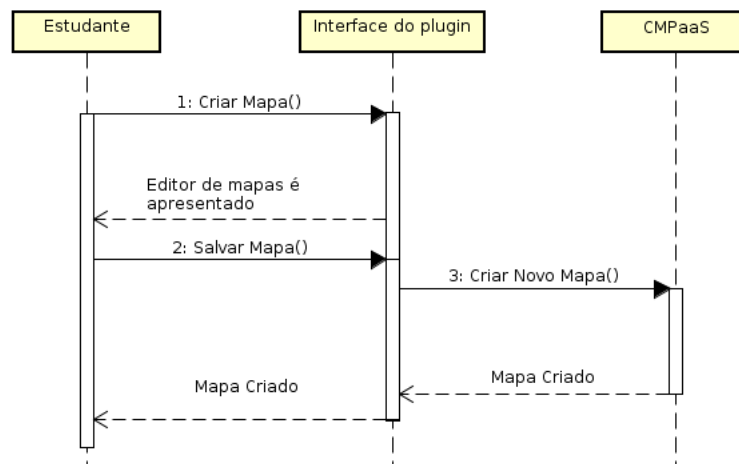 Estudante
Interface do plugin
CMPaaS
1: Criar Mapa()
Editor de mapas é
apresentado
2: Salvar Mapa()
3: Criar Novo Mapa()
Mapa Criado
Mapa Criado